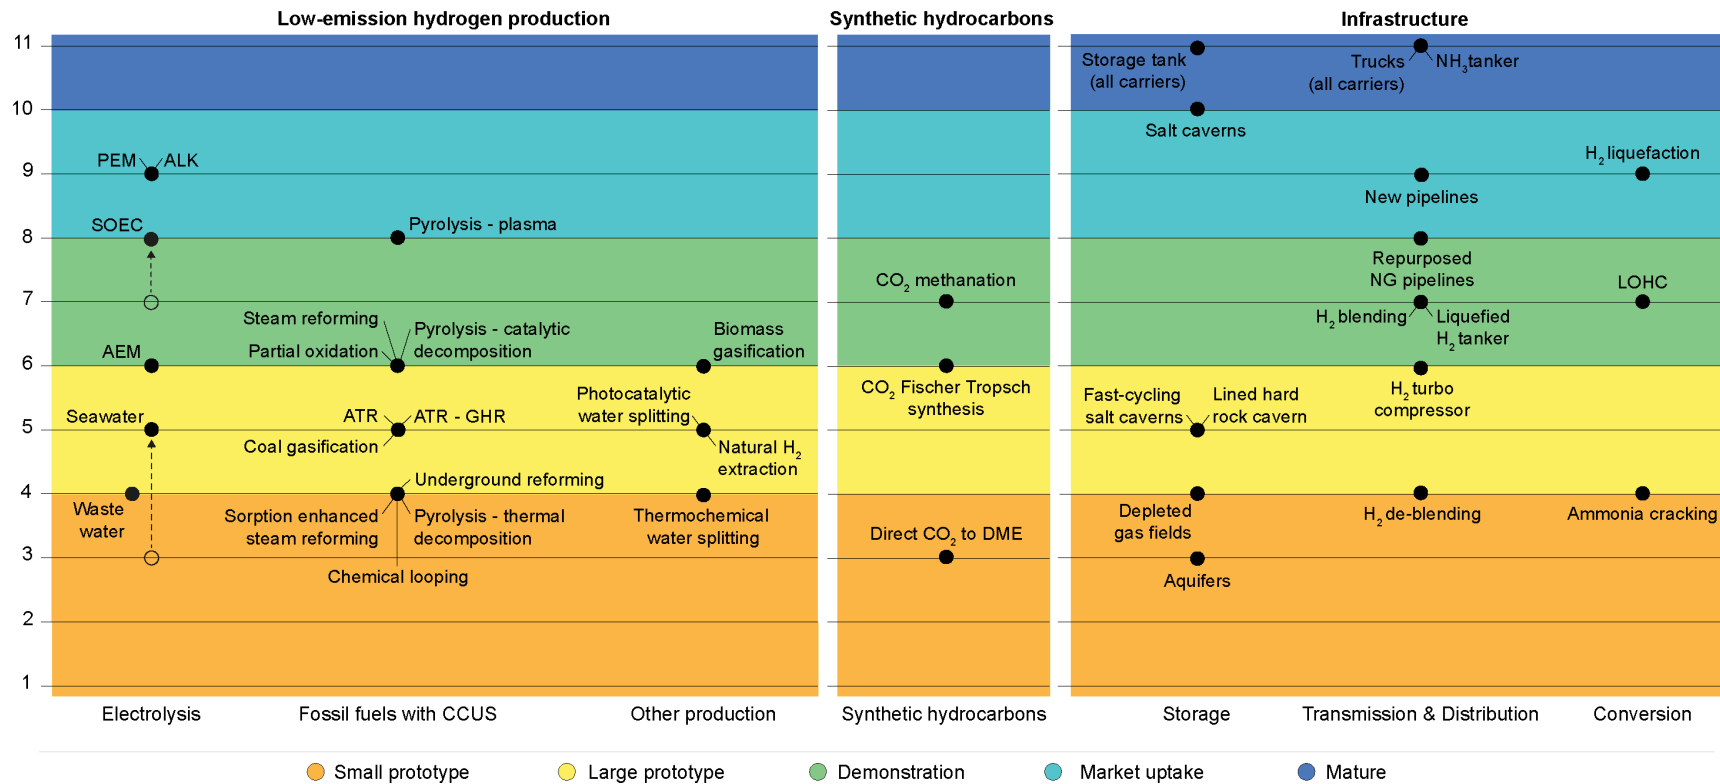 Low-emission hydrogen production
Synthetic hydrocarbons
Infrastructure
11
10
9
8
7
6
5
4
3
2
1
PEM
ALK
SOEC
AEM
Seawater
Waste
water
Pyrolysis - plasma
Steam reforming
Pyrolysis - catalytic
decomposition
Partial oxidation
ATR
ATR - GHR
Coal gasification
Underground reforming
Sorption enhanced
steam reforming
Pyrolysis - thermal
decomposition
Chemical looping
Biomass
gasification
Photocatalytic
water splitting
Natural H₂
extraction
Thermochemical
water splitting
CO₂ methanation
CO₂ Fischer Tropsch
synthesis
Direct CO₂ to DME
Storage tank
(all carriers)
Salt caverns
Fast-cycling
salt caverns
Lined hard
rock cavern
Depleted
gas fields
Aquifers
Trucks
(all carriers)
NH₃tanker
New pipelines
Repurposed
NG pipelines
H₂ blending
Liquefied
H₂ tanker
H₂ turbo
compressor
H₂ de-blending
H₂ liquefaction
LOHC
Ammonia cracking
Electrolysis
Fossil fuels with CCUS
Other production
Synthetic hydrocarbons
Storage
Transmission & Distribution
Conversion
Small prototype
Large prototype
Demonstration
Market uptake
Mature